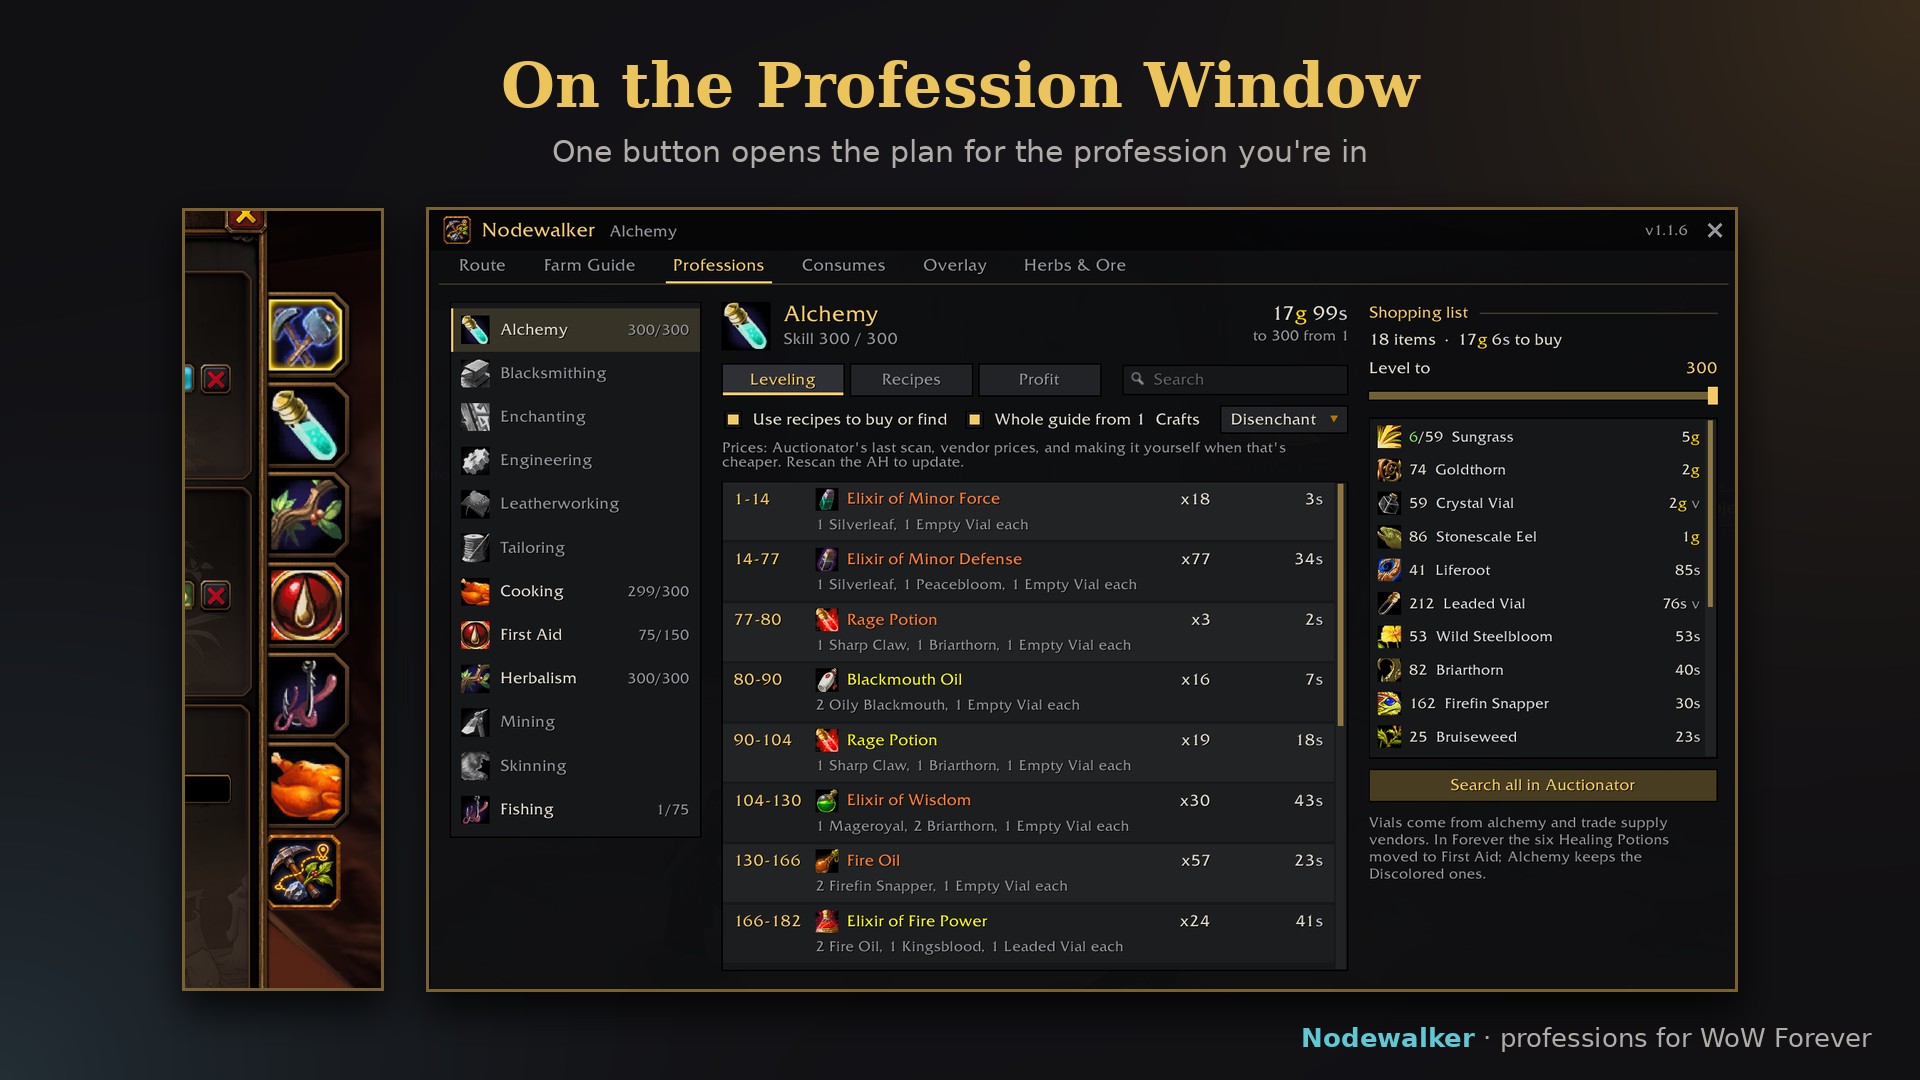 On the Profession Window
One button opens the plan for the profession you're in
Nodewalker Alchemy
v1.1.6
Route Farm Guide Professions Consumes Overlay Herbs & Ore
Alchemy 300/300
Blacksmithing
Enchanting
Engineering
Leatherworking
Tailoring
Cooking 299/300
First Aid 75/150
Herbalism 300/300
Mining
Skinning
Fishing 1/75
Alchemy
Skill 300 / 300
17g 99s
to 300 from 1
Leveling Recipes Profit Search
Use recipes to buy or find Whole guide from 1 Crafts Disenchant
Prices: Auctionator's last scan, vendor prices, and making it yourself when that's
cheaper. Rescan the AH to update.
1-14 Elixir of Minor Force x18 3s
1 Silverleaf, 1 Empty Vial each
14-77 Elixir of Minor Defense x77 34s
1 Silverleaf, 1 Peacebloom, 1 Empty Vial each
77-80 Rage Potion x3 2s
1 Sharp Claw, 1 Briarthorn, 1 Empty Vial each
80-90 Blackmouth Oil x16 7s
2 Oily Blackmouth, 1 Empty Vial each
90-104 Rage Potion x19 18s
1 Sharp Claw, 1 Briarthorn, 1 Empty Vial each
104-130 Elixir of Wisdom x30 43s
1 Mageroyal, 2 Briarthorn, 1 Empty Vial each
130-166 Fire Oil x57 23s
2 Firefin Snapper, 1 Empty Vial each
166-182 Elixir of Fire Power x24 41s
2 Fire Oil, 1 Kingsblood, 1 Leaded Vial each
Shopping list
18 items · 17g 6s to buy
Level to 300
6/59 Sungrass 5g
74 Goldthorn 2g
59 Crystal Vial 2g v
86 Stonescale Eel 1g
41 Liferoot 85s
212 Leaded Vial 76s v
53 Wild Steelbloom 53s
82 Briarthorn 40s
162 Firefin Snapper 30s
25 Bruiseweed 23s
Search all in Auctionator
Vials come from alchemy and trade supply
vendors. In Forever the six Healing Potions
moved to First Aid; Alchemy keeps the
Discolored ones.
Nodewalker · professions for WoW Forever